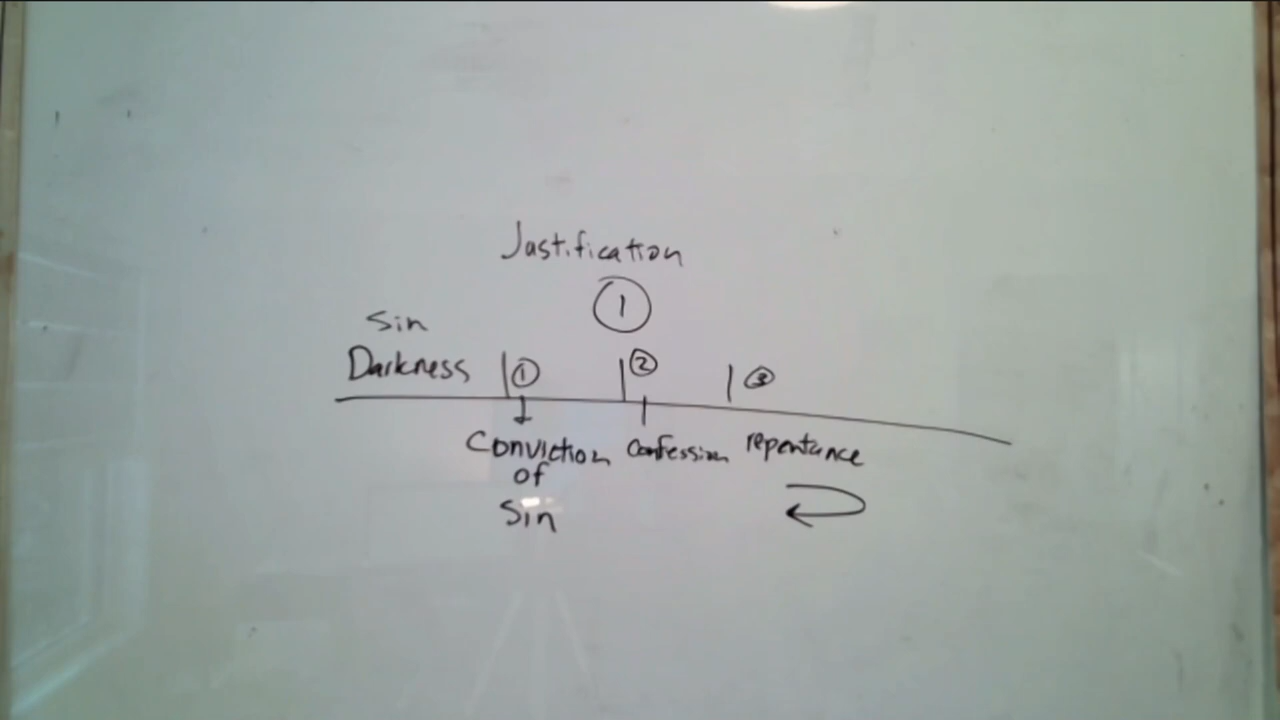 Justification
1
Sin
Darkness 1 2 3
Conviction confession repentance
of
Sin